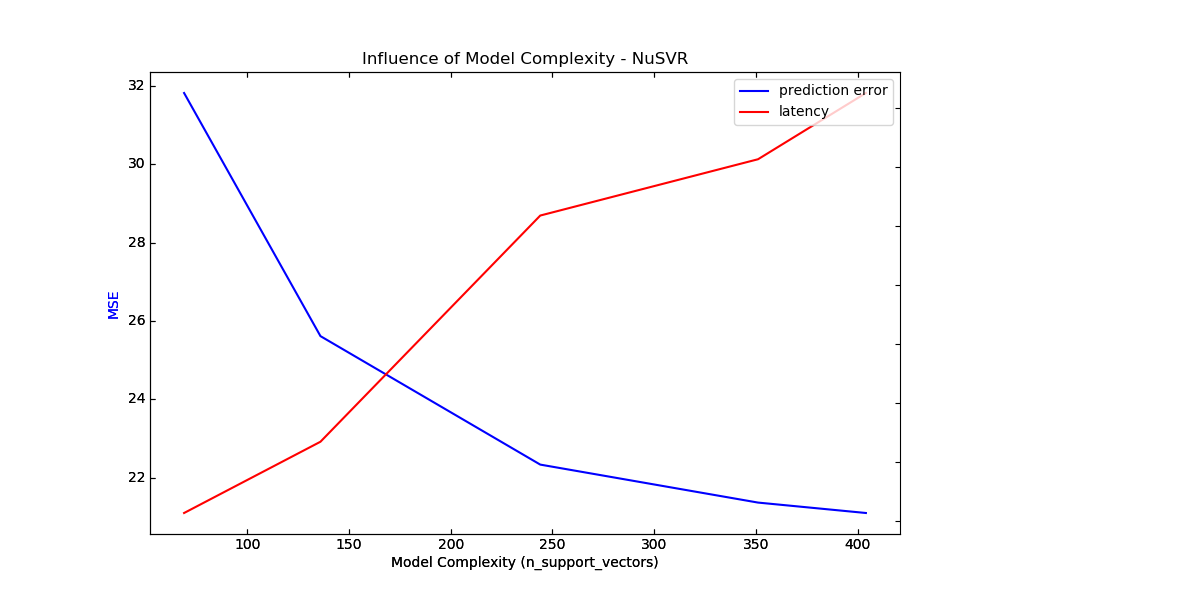 Influence of Model Complexity - NuSVR
prediction error
latency
32
30
28
26
24
22
MSE
100 150 200 250 300 350 400
Model Complexity (n_support_vectors)